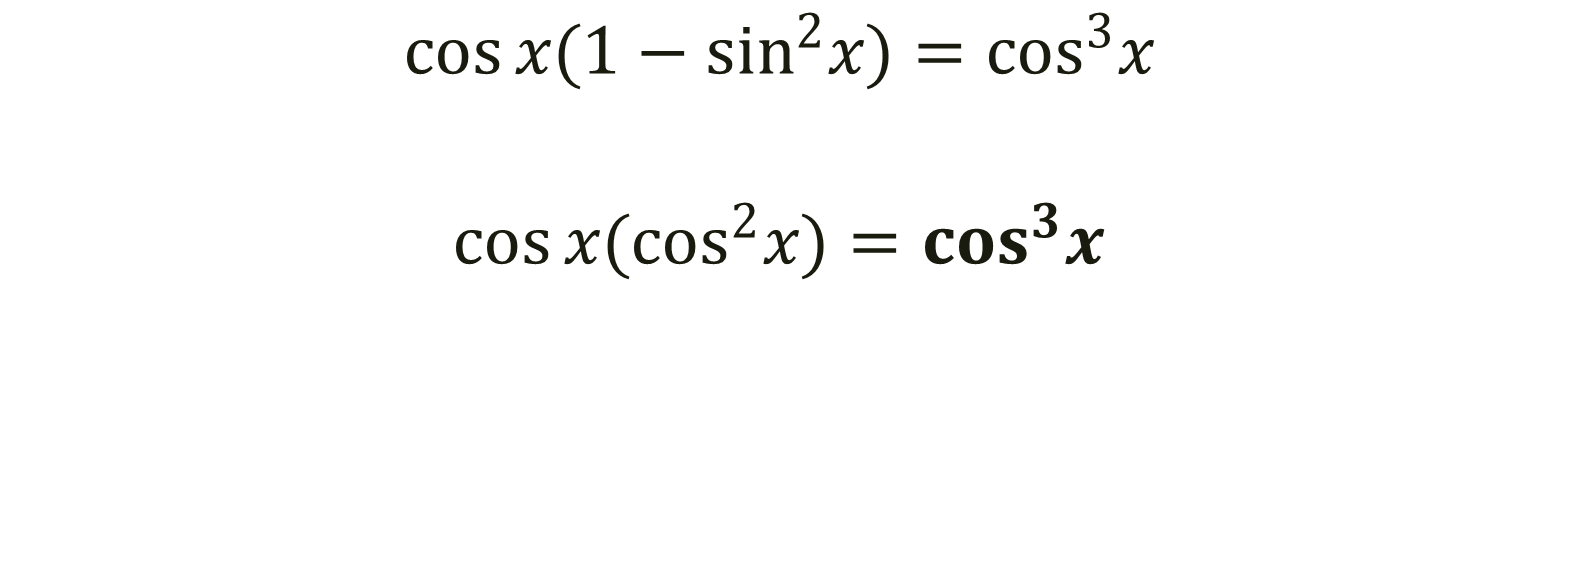 cos x(1 − sin²x) = cos³x
cos x(cos²x) = cos³x